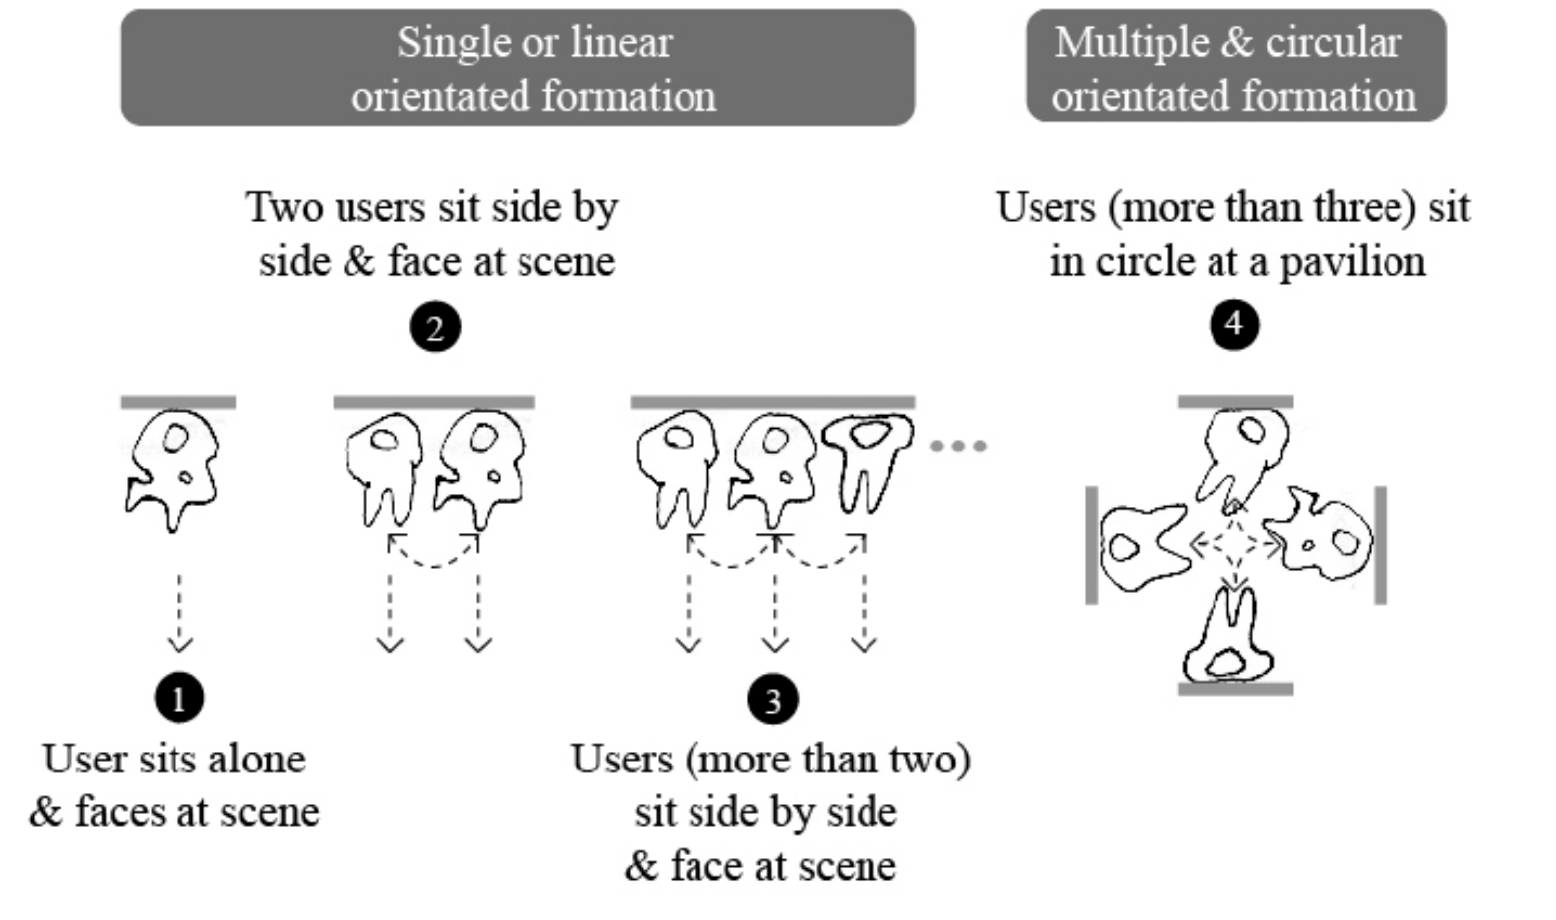 Single or linear
orientated formation
Multiple & circular
orientated formation
Two users sit side by
side & face at scene
2
Users (more than three) sit
in circle at a pavilion
4
1
User sits alone
& faces at scene
3
Users (more than two)
sit side by side
& face at scene